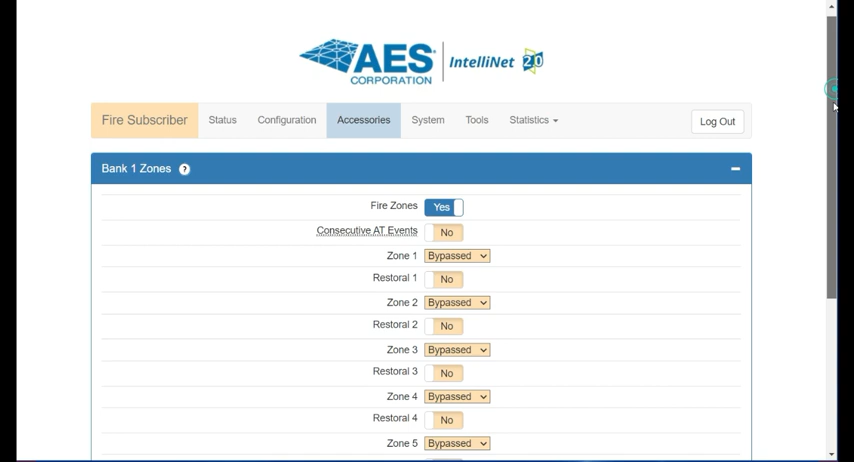 AES
CORPORATION
IntelliNet 2.0
Fire Subscriber Status Configuration Accessories System Tools Statistics Log Out
Bank 1 Zones ?
Fire Zones Yes
Consecutive AT Events No
Zone 1 Bypassed
Restoral 1 No
Zone 2 Bypassed
Restoral 2 No
Zone 3 Bypassed
Restoral 3 No
Zone 4 Bypassed
Restoral 4 No
Zone 5 Bypassed